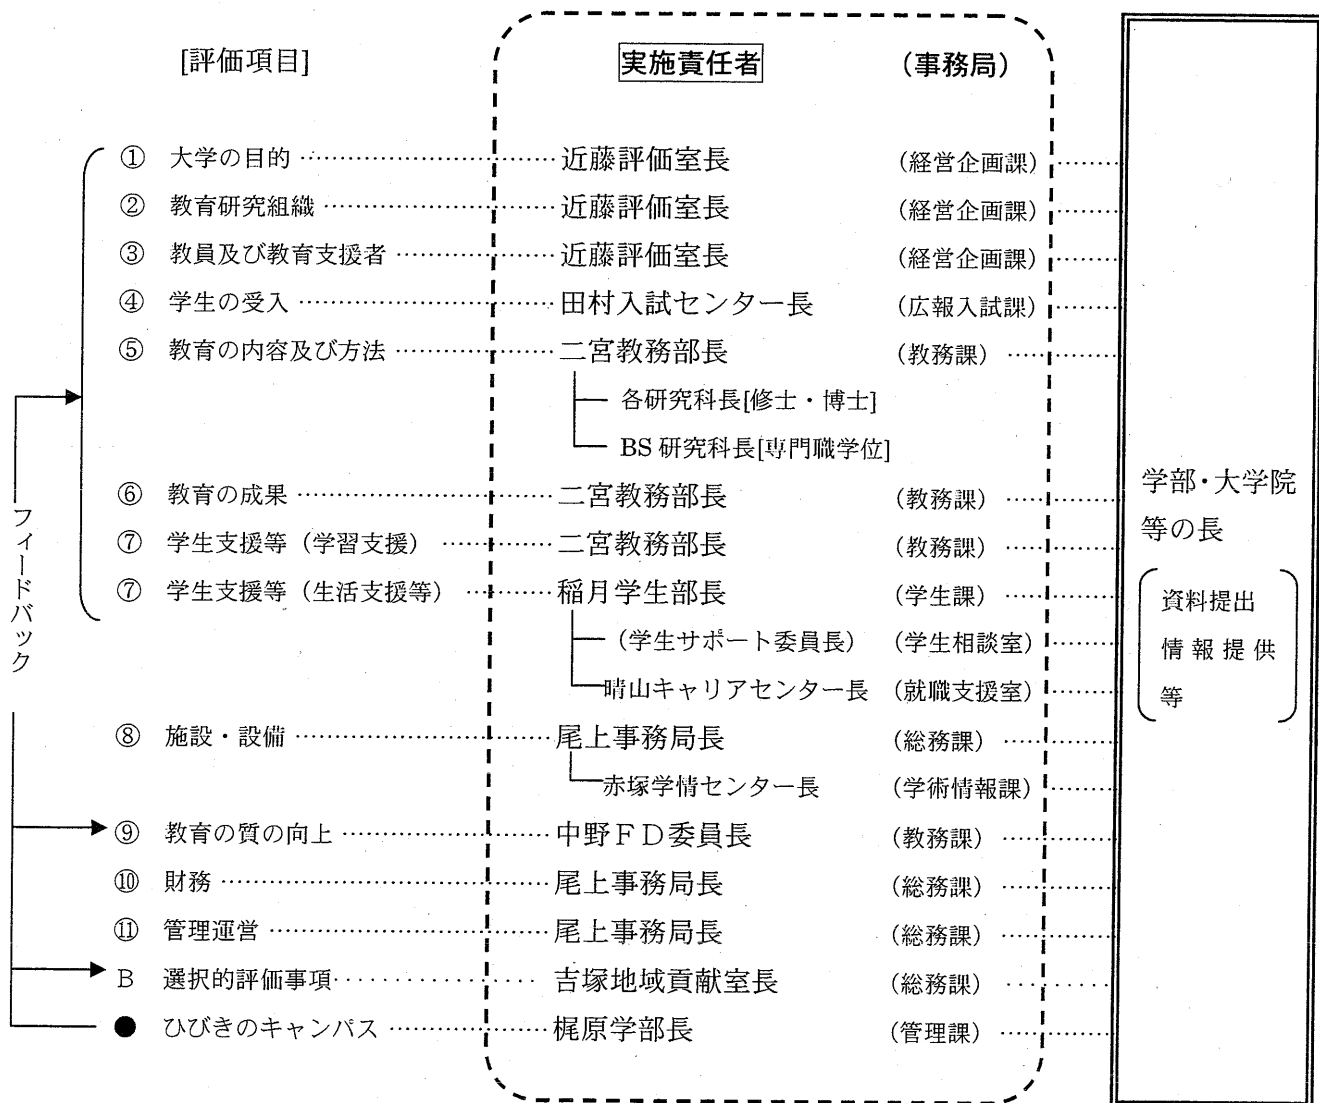 [評価項目] 実施責任者 (事務局)
① 大学の目的 近藤評価室長 (経営企画課)
② 教育研究組織 近藤評価室長 (経営企画課)
③ 教員及び教育支援者 近藤評価室長 (経営企画課)
④ 学生の受入 田村入試センター長 (広報入試課)
⑤ 教育の内容及び方法 二宮教務部長 (教務課)
各研究科長[修士・博士]
BS 研究科長[専門職学位]
⑥ 教育の成果 二宮教務部長 (教務課)
⑦ 学生支援等（学習支援） 二宮教務部長 (教務課)
⑦ 学生支援等（生活支援等） 稲月学生部長 (学生課)
（学生サポート委員長） (学生相談室)
晴山キャリアセンター長 (就職支援室)
⑧ 施設・設備 尾上事務局長 (総務課)
赤塚学情センター長 (学術情報課)
⑨ 教育の質の向上 中野ＦＤ委員長 (教務課)
⑩ 財務 尾上事務局長 (総務課)
⑪ 管理運営 尾上事務局長 (総務課)
B 選択的評価事項 吉塚地域貢献室長 (総務課)
● ひびきのキャンパス 梶原学部長 (管理課)
フィードバック
学部・大学院
等の長
資料提出
情報提供
等